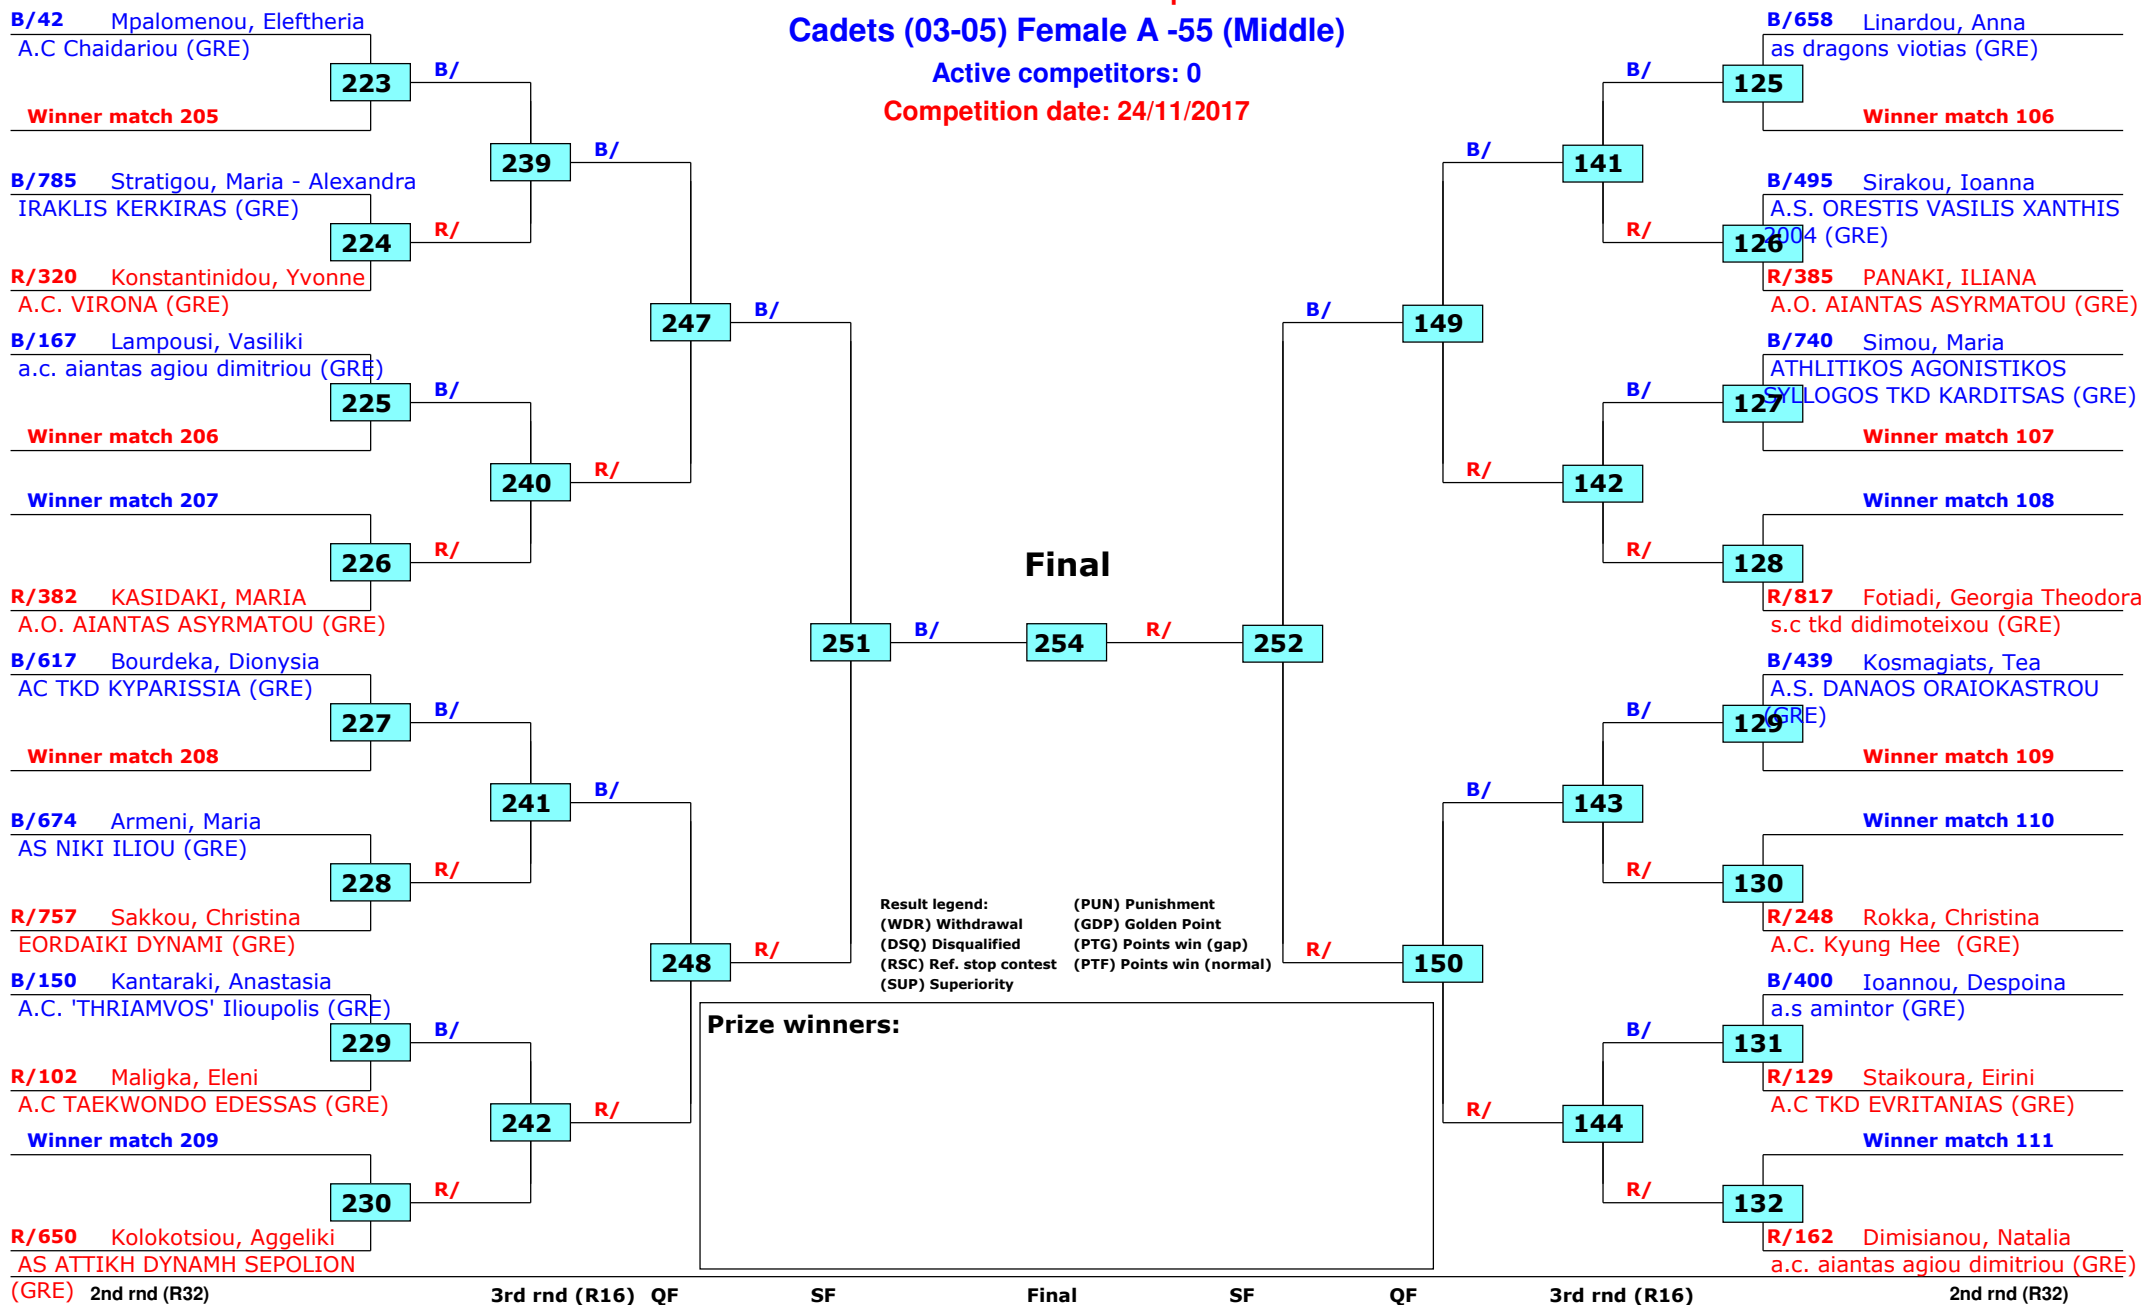 Cadets (03-05) Female A -55 (Middle)
Active competitors: 0
Competition date: 24/11/2017
B/42 Mpalomenou, Eleftheria
A.C Chaidariou (GRE)
223
B/
Winner match 205
239
B/
B/785 Stratigou, Maria - Alexandra
IRAKLIS KERKIRAS (GRE)
224
R/
R/320 Konstantinidou, Yvonne
A.C. VIRONA (GRE)
247
B/
B/167 Lampousi, Vasiliki
a.c. aiantas agiou dimitriou (GRE)
225
B/
Winner match 206
240
R/
Winner match 207
226
R/
R/382 KASIDAKI, MARIA
A.O. AIANTAS ASYRMATOU (GRE)
251
B/
B/617 Bourdeka, Dionysia
AC TKD KYPARISSIA (GRE)
227
B/
Winner match 208
241
B/
B/674 Armeni, Maria
AS NIKI ILIOU (GRE)
228
R/
R/757 Sakkou, Christina
EORDAIKI DYNAMI (GRE)
248
R/
B/150 Kantaraki, Anastasia
A.C. 'THRIAMVOS' Ilioupolis (GRE)
229
B/
R/102 Maligka, Eleni
A.C TAEKWONDO EDESSAS (GRE)
242
R/
Winner match 209
230
R/
R/650 Kolokotsiou, Aggeliki
AS ATTIKH DYNAMH SEPOLION
(GRE)
Final
254
R/
252
Result legend:
(WDR) Withdrawal
(DSQ) Disqualified
(RSC) Ref. stop contest
(SUP) Superiority
(PUN) Punishment
(GDP) Golden Point
(PTG) Points win (gap)
(PTF) Points win (normal)
Prize winners:
B/658 Linardou, Anna
as dragons viotias (GRE)
B/
125
Winner match 106
B/
141
B/495 Sirakou, Ioanna
A.S. ORESTIS VASILIS XANTHIS
2004 (GRE)
R/
126
R/385 PANAKI, ILIANA
A.O. AIANTAS ASYRMATOU (GRE)
B/
149
B/740 Simou, Maria
ATHLITIKOS AGONISTIKOS
SYLLOGOS TKD KARDITSAS (GRE)
B/
127
Winner match 107
R/
142
Winner match 108
R/
128
R/817 Fotiadi, Georgia Theodora
s.c tkd didimoteixou (GRE)
B/439 Kosmagiats, Tea
A.S. DANAOS ORAIOKASTROU
(GRE)
B/
129
Winner match 109
B/
143
Winner match 110
R/
130
R/248 Rokka, Christina
A.C. Kyung Hee (GRE)
R/
150
B/400 Ioannou, Despoina
a.s amintor (GRE)
B/
131
R/129 Staikoura, Eirini
A.C TKD EVRITANIAS (GRE)
R/
144
Winner match 111
R/
132
R/162 Dimisianou, Natalia
a.c. aiantas agiou dimitriou (GRE)
2nd rnd (R32) 3rd rnd (R16) QF SF Final SF QF 3rd rnd (R16) 2nd rnd (R32)